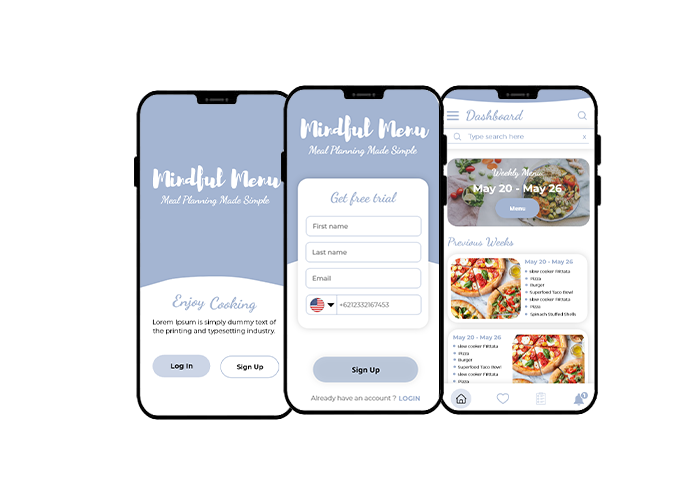 Mindful Menu
Meal Planning Made Simple
Enjoy Cooking
Lorem Ipsum is simply dummy text of
the printing and typesetting industry.
Log In
Sign Up
Mindful Menu
Meal Planning Made Simple
Get free trial
First name
Last name
Email
+6212332167453
Sign Up
Already have an account ? LOGIN
Dashboard
Type search here
x
Weekly Menu
May 20 - May 26
Menu
Previous Weeks
May 20 - May 26
slow cooker Frittata
Pizza
Burger
Superfood Taco Bowl
slow cooker Frittata
Pizza
Spinach Stuffed Shells
May 20 - May 26
slow cooker Frittata
Pizza
Burger
Superfood Taco Bowl
slow cooker Frittata
Pizza